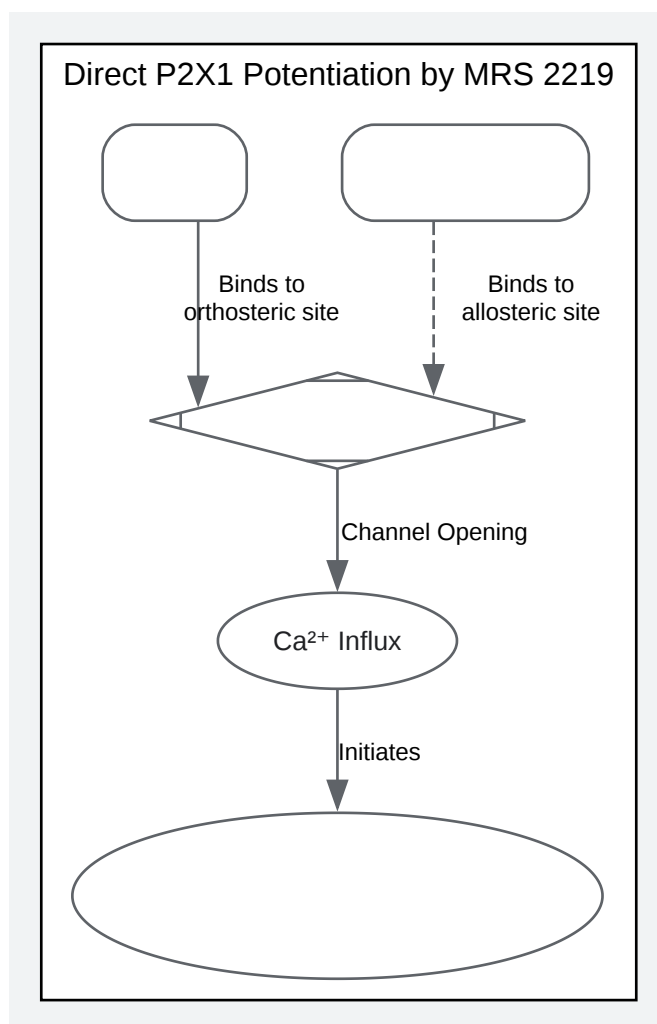 Direct P2X1 Potentiation by MRS 2219
Binds to
orthosteric site
Binds to
allosteric site
Channel Opening
Ca²⁺ Influx
Initiates